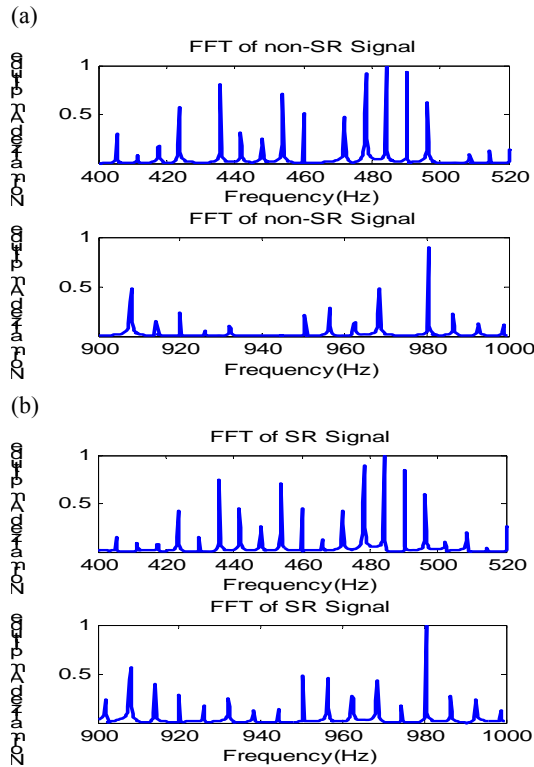 (a)
FFT of non-SR Signal
1
0.5
400 420 440 460 480 500 520
Frequency(Hz)
FFT of non-SR Signal
1
0.5
900 920 940 960 980 1000
Frequency(Hz)
(b)
FFT of SR Signal
1
0.5
400 420 440 460 480 500 520
Frequency(Hz)
FFT of SR Signal
1
0.5
900 920 940 960 980 1000
Frequency(Hz)